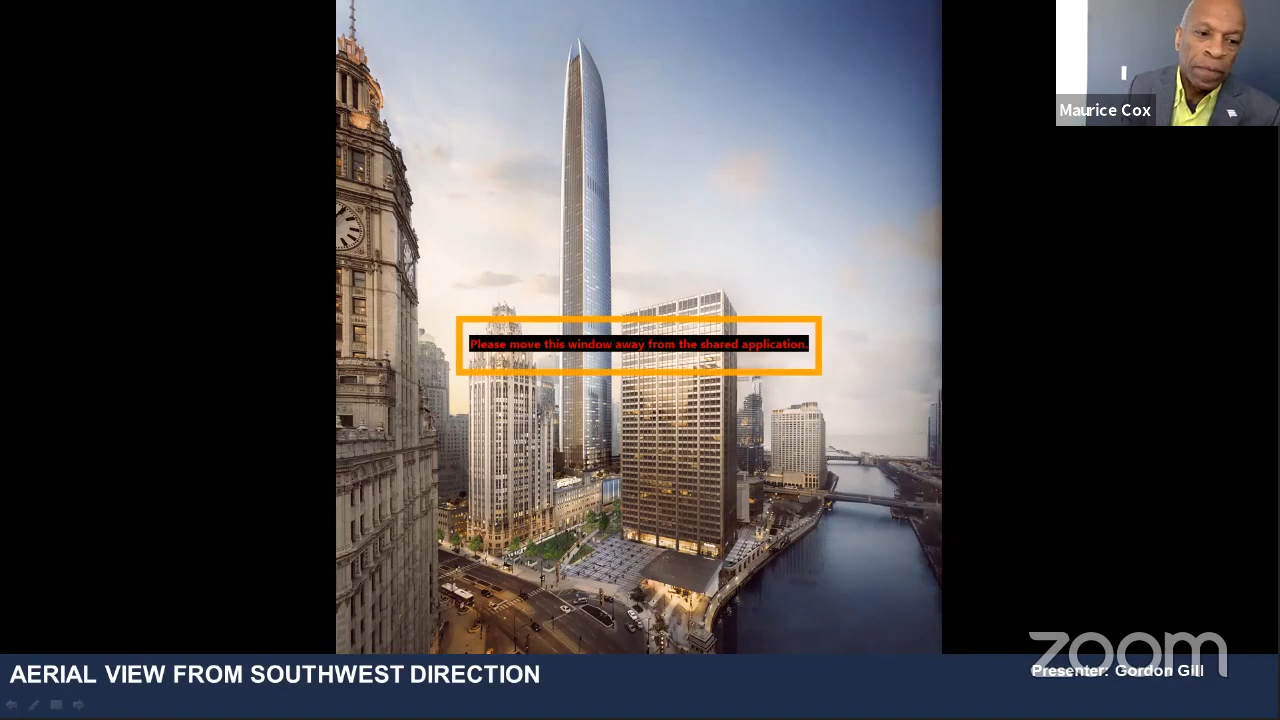 Maurice Cox
Please move this window away from the shared application.
zoom
AERIAL VIEW FROM SOUTHWEST DIRECTION
Presenter: Gordon Gill